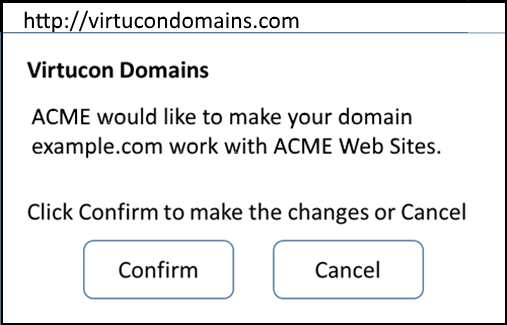 http://virtucondomains.com
Virtucon Domains
ACME would like to make your domain
example.com work with ACME Web Sites.
Click Confirm to make the changes or Cancel
Confirm
Cancel